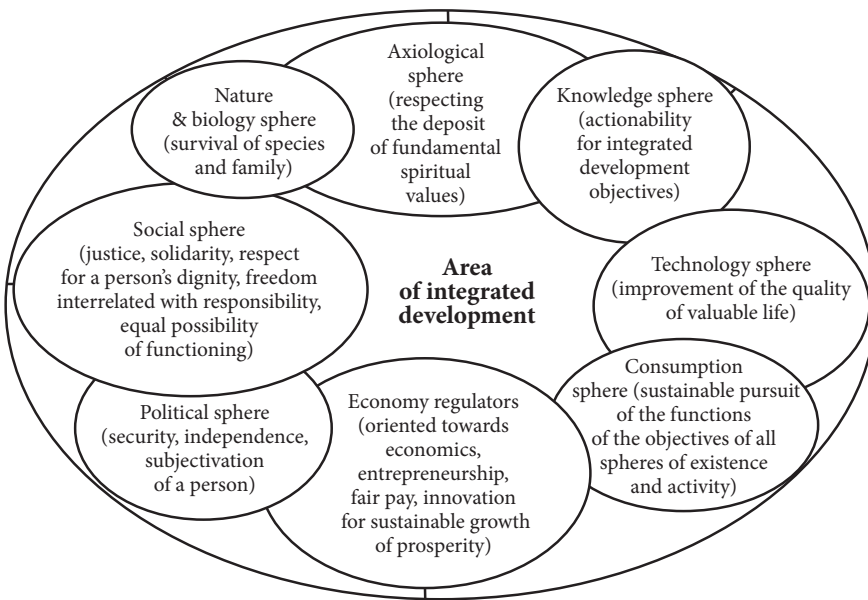 Axiological
sphere
(respecting
the deposit
of fundamental
spiritual
values)
Nature
& biology sphere
(survival of species
and family)
Knowledge sphere
(actionability
for integrated
development
objectives)
Social sphere
(justice, solidarity, respect
for a person's dignity, freedom
interrelated with responsibility,
equal possibility
of functioning)
Area
of integrated
development
Technology sphere
(improvement of the quality
of valuable life)
Political sphere
(security, independence,
subjectivation
of a person)
Economy regulators
(oriented towards
economics,
entrepreneurship,
fair pay, innovation
for sustainable growth
of prosperity)
Consumption
sphere (sustainable pursuit
of the functions
of the objectives of all
spheres of existence
and activity)